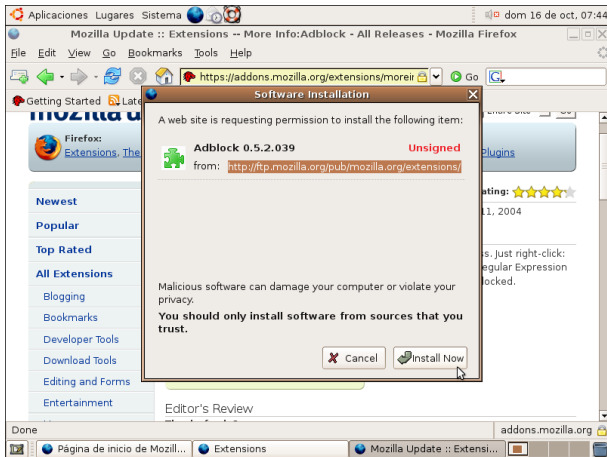 Aplicaciones Lugares Sistema
dom 16 de oct, 07:44
Mozilla Update :: Extensions -- More Info:Adblock - All Releases - Mozilla Firefox
File Edit View Go Bookmarks Tools Help
https://addons.mozilla.org/extensions/moreir
Go
Getting Started Late
Software Installation
A web site is requesting permission to install the following item:
Adblock 0.5.2.039 Unsigned
from: http://ftp.mozilla.org/pub/mozilla.org/extensions/
Malicious software can damage your computer or violate your
privacy.
You should only install software from sources that you
trust.
Cancel Install Now
Firefox:
Extensions, The
Plugins
ating:
11, 2004
ss. Just right-click:
egular Expression
locked.
Newest
Popular
Top Rated
All Extensions
Blogging
Bookmarks
Developer Tools
Download Tools
Editing and Forms
Entertainment
Editor's Review
Done addons.mozilla.org
Página de inicio de Mozill... Extensions Mozilla Update :: Extensi...